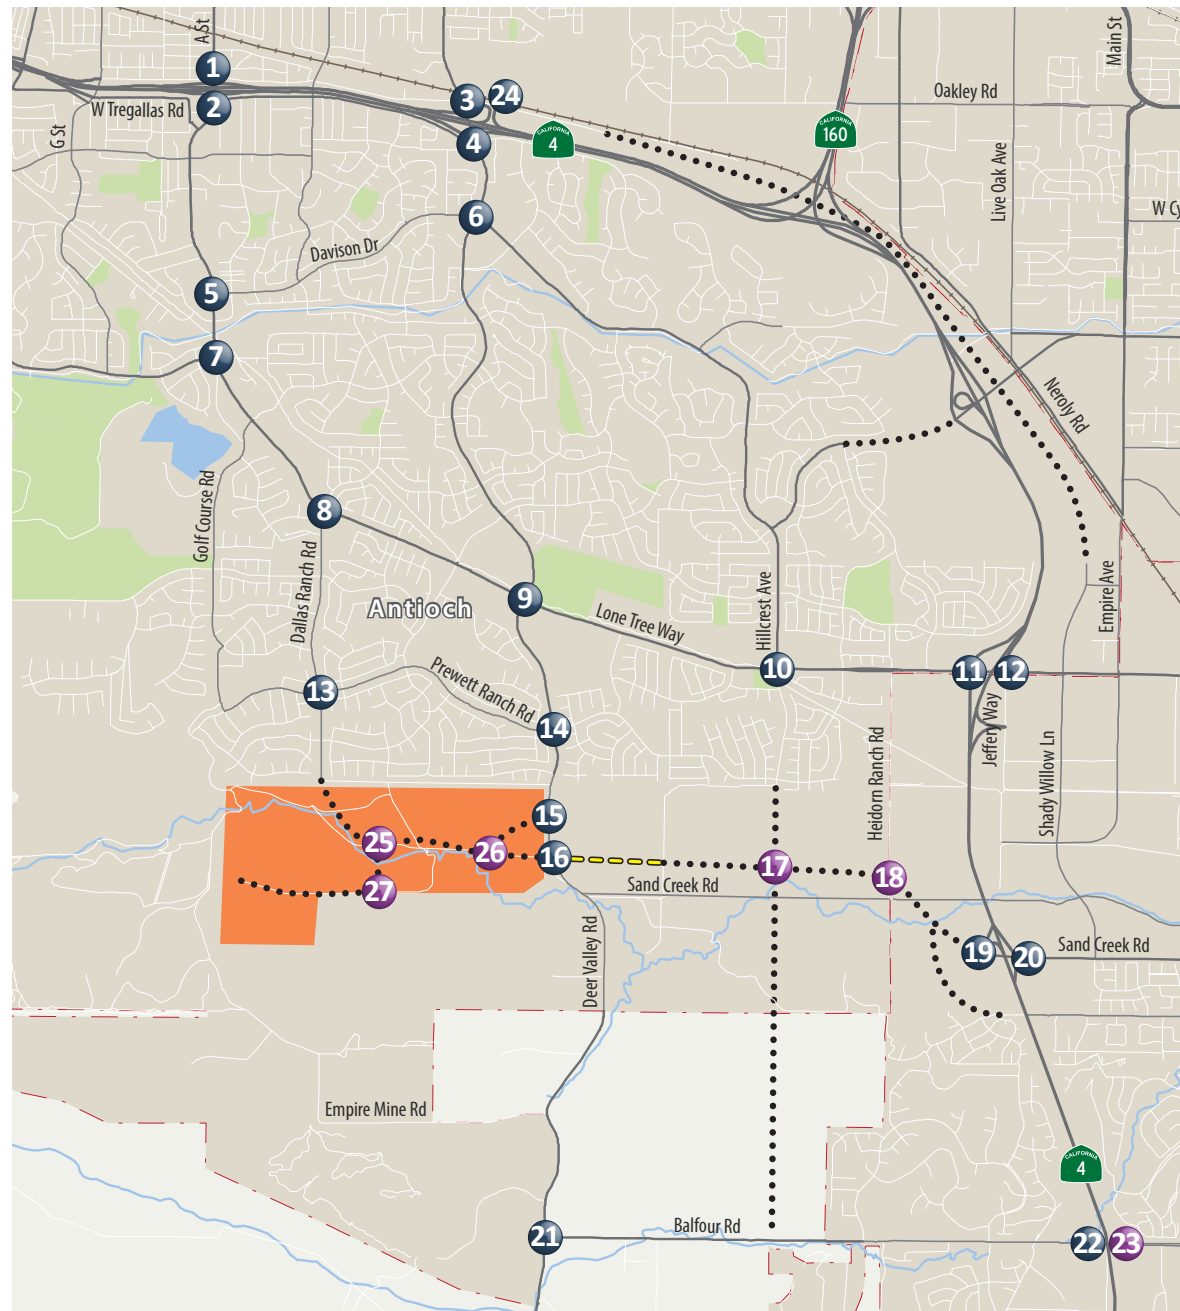 A St
1
Main St
W Tregallas Rd
2
3
24
Oakley Rd
G St
4
CALIFORNIA
4
CALIFORNIA
160
Live Oak Ave
W Cy
6
Davison Dr
5
7
Neroly Rd
Golf Course Rd
8
Dallas Ranch Rd
Antioch
9
Lone Tree Way
Hillcrest Ave
Empire Ave
10
11
12
13
Prewett Ranch Rd
14
Jeffery Way
Heidorn Ranch Rd
Shady Willow Ln
15
25
26
16
17
18
27
Sand Creek Rd
Deer Valley Rd
19
20
Sand Creek Rd
Empire Mine Rd
CALIFORNIA
4
21
Balfour Rd
22
23